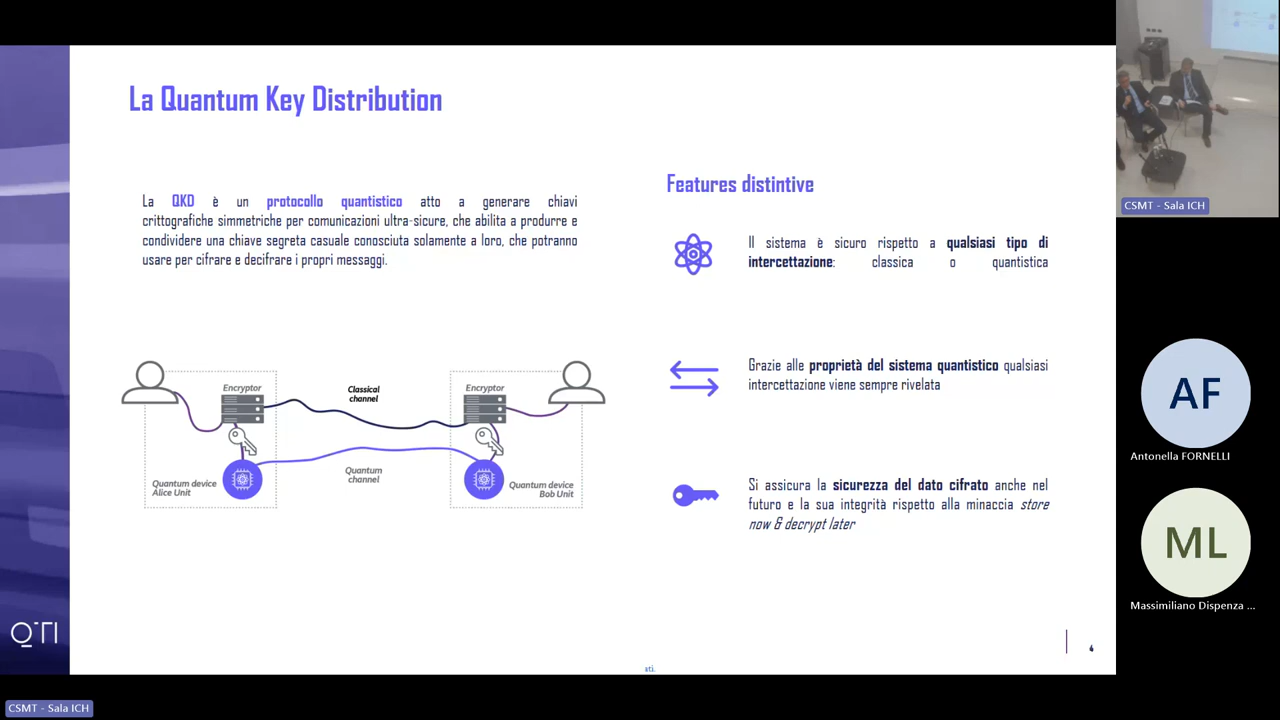 La Quantum Key Distribution
La QKD è un protocollo quantistico atto a generare chiavi
crittografiche simmetriche per comunicazioni ultra-sicure, che abilita a produrre e
condividere una chiave segreta casuale conosciuta solamente a loro, che potranno
usare per cifrare e decifrare i propri messaggi.
Encryptor
Classical
channel
Encryptor
Quantum device
Alice Unit
Quantum
channel
Quantum device
Bob Unit
Features distintive
Il sistema è sicuro rispetto a qualsiasi tipo di
intercettazione: classica o quantistica
Grazie alle proprietà del sistema quantistico qualsiasi
intercettazione viene sempre rivelata
Si assicura la sicurezza del dato cifrato anche nel
futuro e la sua integrità rispetto alla minaccia store
now & decrypt later
QTI
CSMT - Sala ICH
AF
Antonella FORNELLI
ML
Massimiliano Dispenza ...
CSMT - Sala ICH